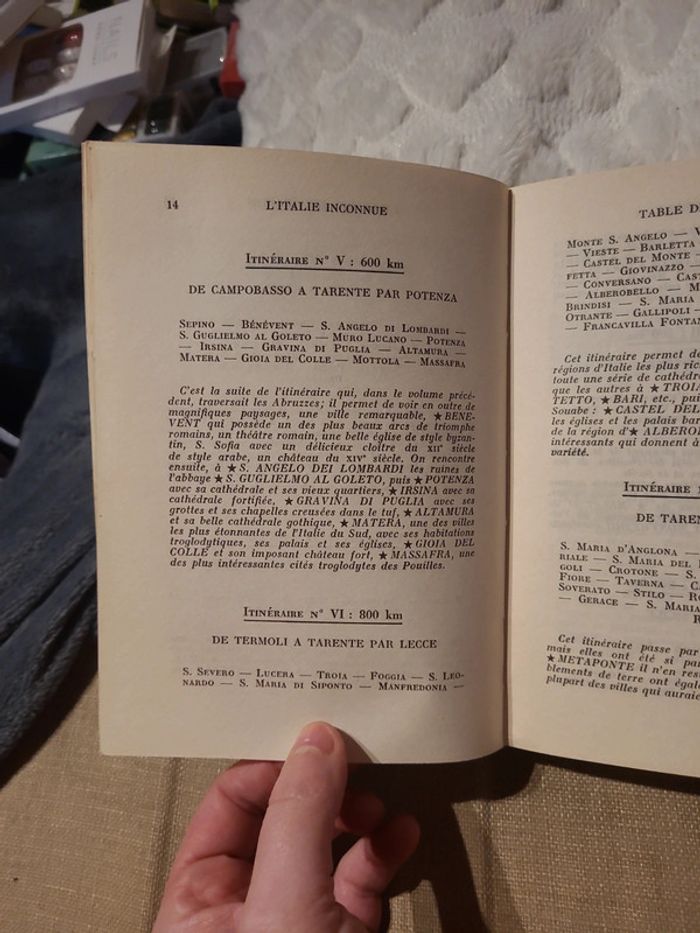 14
L'ITALIE INCONNUE
ITINÉRAIRE N° V : 600 km
DE CAMPOBASSO A TARENTE PAR POTENZA
SEPINO — BÉNÉVENT — S. ANGELO DI LOMBARDI —
S. GUGLIELMO AL GOLETO — MURO LUCANO — POTENZA
— IRSINA — GRAVINA DI PUGLIA — ALTAMURA —
MATERA — GIOIA DEL COLLE — MOTTOLA — MASSAFRA
C'est la suite de l'itinéraire qui, dans le volume précé-
dent, traversait les Abruzzes; il permet de voir en outre de
magnifiques paysages, une ville remarquable, ★ BENE-
VENT qui possède un des plus beaux arcs de triomphe
romains, un théâtre romain, une belle église de style byzan-
tin, S. Sofia avec un délicieux cloître du XIIe siècle
de style arabe, un château du XIVe siècle. On rencontre
ensuite, à ★ S. ANGELO DEI LOMBARDI les ruines de
l'abbaye ★ S. GUGLIELMO AL GOLETO, puis ★ POTENZA
avec sa cathédrale et ses vieux quartiers, ★ IRSINA avec sa
cathédrale fortifiée, ★ GRAVINA DI PUGLIA avec ses
grottes et ses chapelles creusées dans le tuf, ★ ALTAMURA
et sa belle cathédrale gothique, ★ MATERA, une des villes
les plus étonnantes de l'Italie du Sud, avec ses habitations
troglodytiques, ses palais et ses églises, ★ GIOIA DEL
COLLE et son imposant château fort, ★ MASSAFRA, une
des plus intéressantes cités troglodytes des Pouilles.
ITINÉRAIRE N° VI : 800 km
DE TERMOLI A TARENTE PAR LECCE
S. SEVERO — LUCERA — TROIA — FOGGIA — S. LEO-
NARDO — S. MARIA DI SIPONTO — MANFREDONIA —
TABLE
MONTE S. ANGELO —
— VIESTE — BARLETTA
— CASTEL DEL MONTE —
FETTA — GIOVINAZZO —
— CONVERSANO —
— ALBEROBELLO —
BRINDISI — S. MARIA
OTRANTE — GALLIPOLI —
— FRANCAVILLA
Cet itinéraire permet
régions d'Italie les plus
toute une série de
que les autres à ★
TETTO, ★ BARI, etc.,
Souabe : ★ CASTEL
les églises et les palais
de la région d'★
intéressants qui donnent à
variété.
ITINÉRAIRE
DE
S. MARIA D'ANGLONA —
RIALE — S. MARIA DEL
GOLI — CROTONE — S.
FIORE — TAVERNA —
SOVERATO — STILO —
— GERACE — S. MARIA
Cet itinéraire passe par
mais elles ont été si
★ METAPONTE il n'en
blements de terre ont
plupart des villes qui